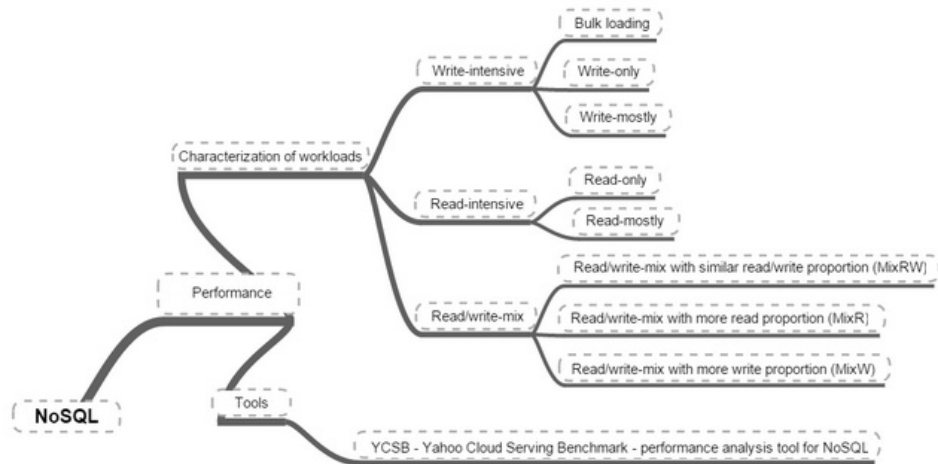 Bulk loading
Write-intensive
Write-only
Write-mostly
Characterization of workloads
Read-only
Read-intensive
Read-mostly
Read/write-mix with similar read/write proportion (MixRW)
Performance
Read/write-mix
Read/write-mix with more read proportion (MixR)
Read/write-mix with more write proportion (MixW)
Tools
NoSQL
YCSB - Yahoo Cloud Serving Benchmark - performance analysis tool for NoSQL